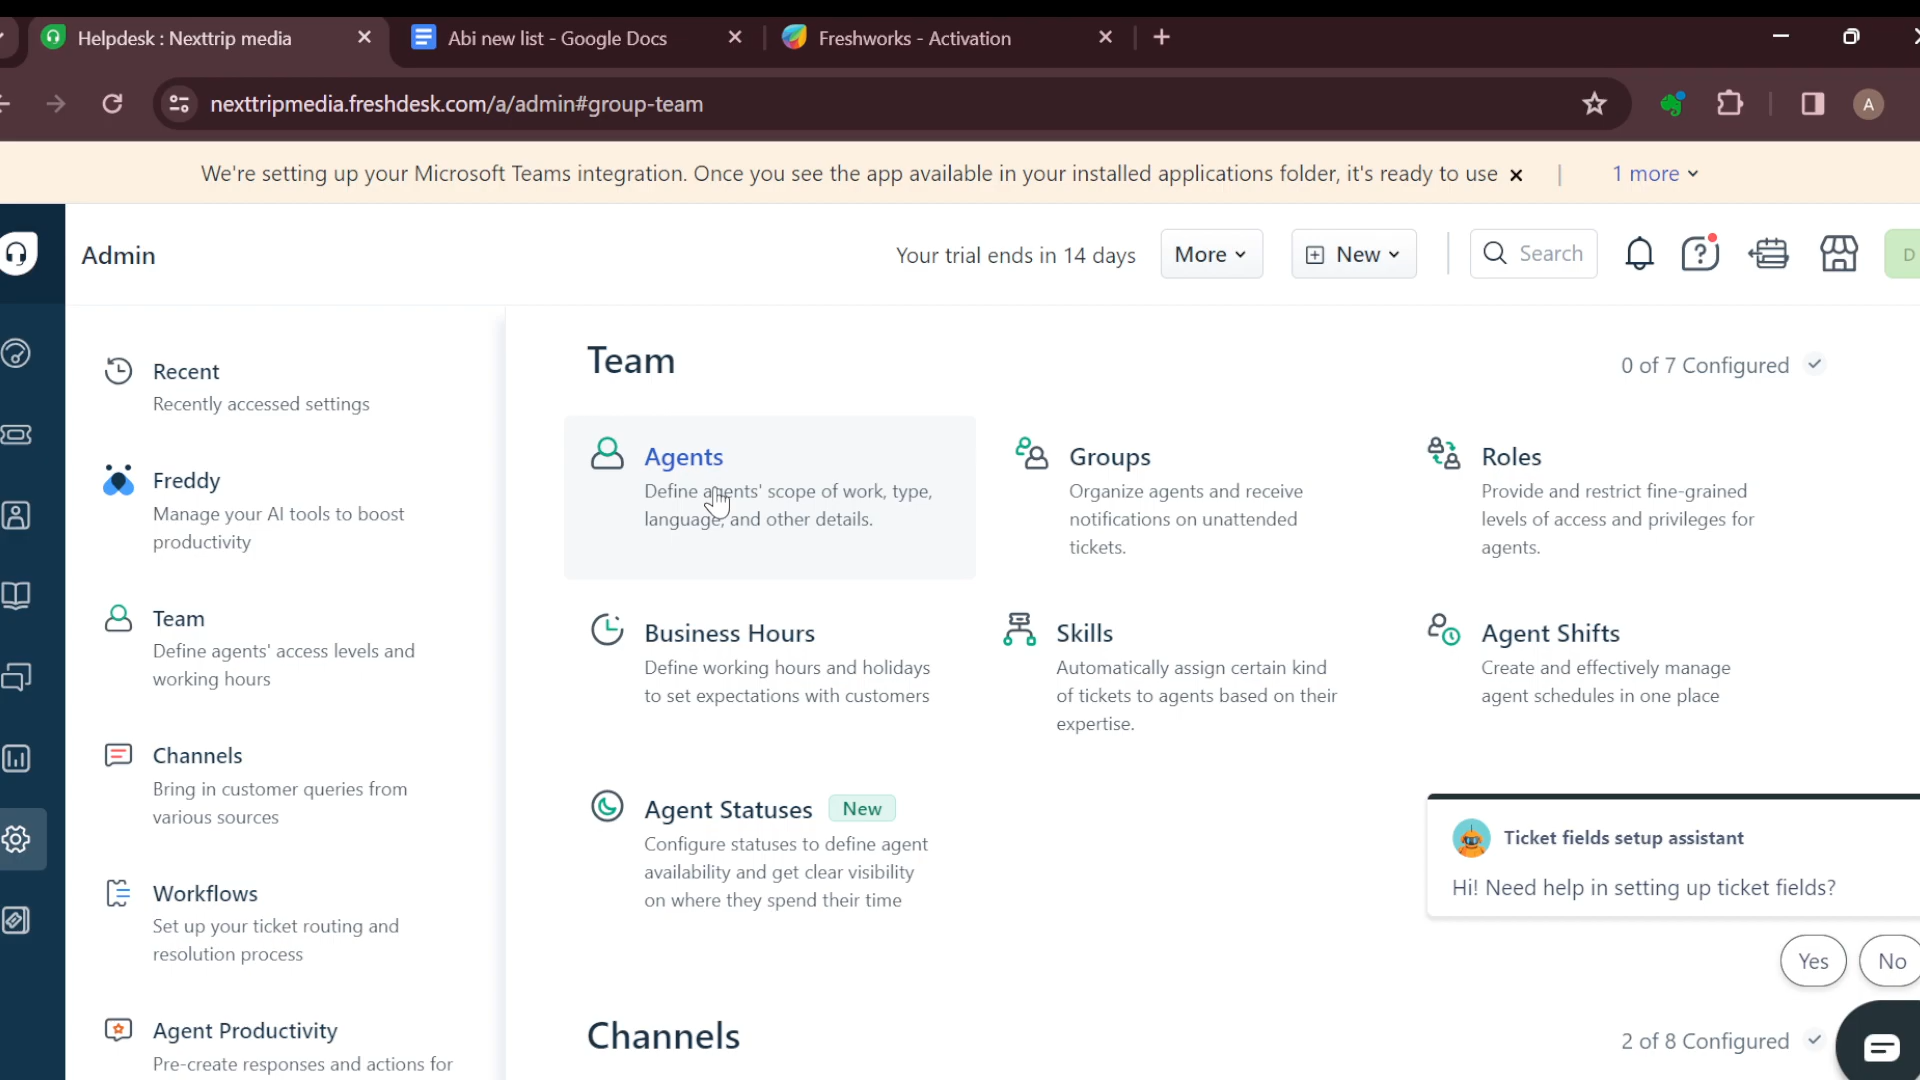 Helpdesk : Nexttrip media
Abi new list - Google Docs
Freshworks - Activation
nexttripmedia.freshdesk.com/a/admin#group-team
A
We're setting up your Microsoft Teams integration. Once you see the app available in your installed applications folder, it's ready to use
1 more
Admin
Your trial ends in 14 days
More
New
Search
D
Recent
Recently accessed settings
Freddy
Manage your AI tools to boost
productivity
Team
Define agents' access levels and
working hours
Channels
Bring in customer queries from
various sources
Workflows
Set up your ticket routing and
resolution process
Agent Productivity
Pre-create responses and actions for
Team
0 of 7 Configured
Agents
Define agents' scope of work, type,
language, and other details.
Groups
Organize agents and receive
notifications on unattended
tickets.
Roles
Provide and restrict fine-grained
levels of access and privileges for
agents.
Business Hours
Define working hours and holidays
to set expectations with customers
Skills
Automatically assign certain kind
of tickets to agents based on their
expertise.
Agent Shifts
Create and effectively manage
agent schedules in one place
Agent Statuses New
Configure statuses to define agent
availability and get clear visibility
on where they spend their time
Ticket fields setup assistant
Hi! Need help in setting up ticket fields?
Yes
No
Channels
2 of 8 Configured